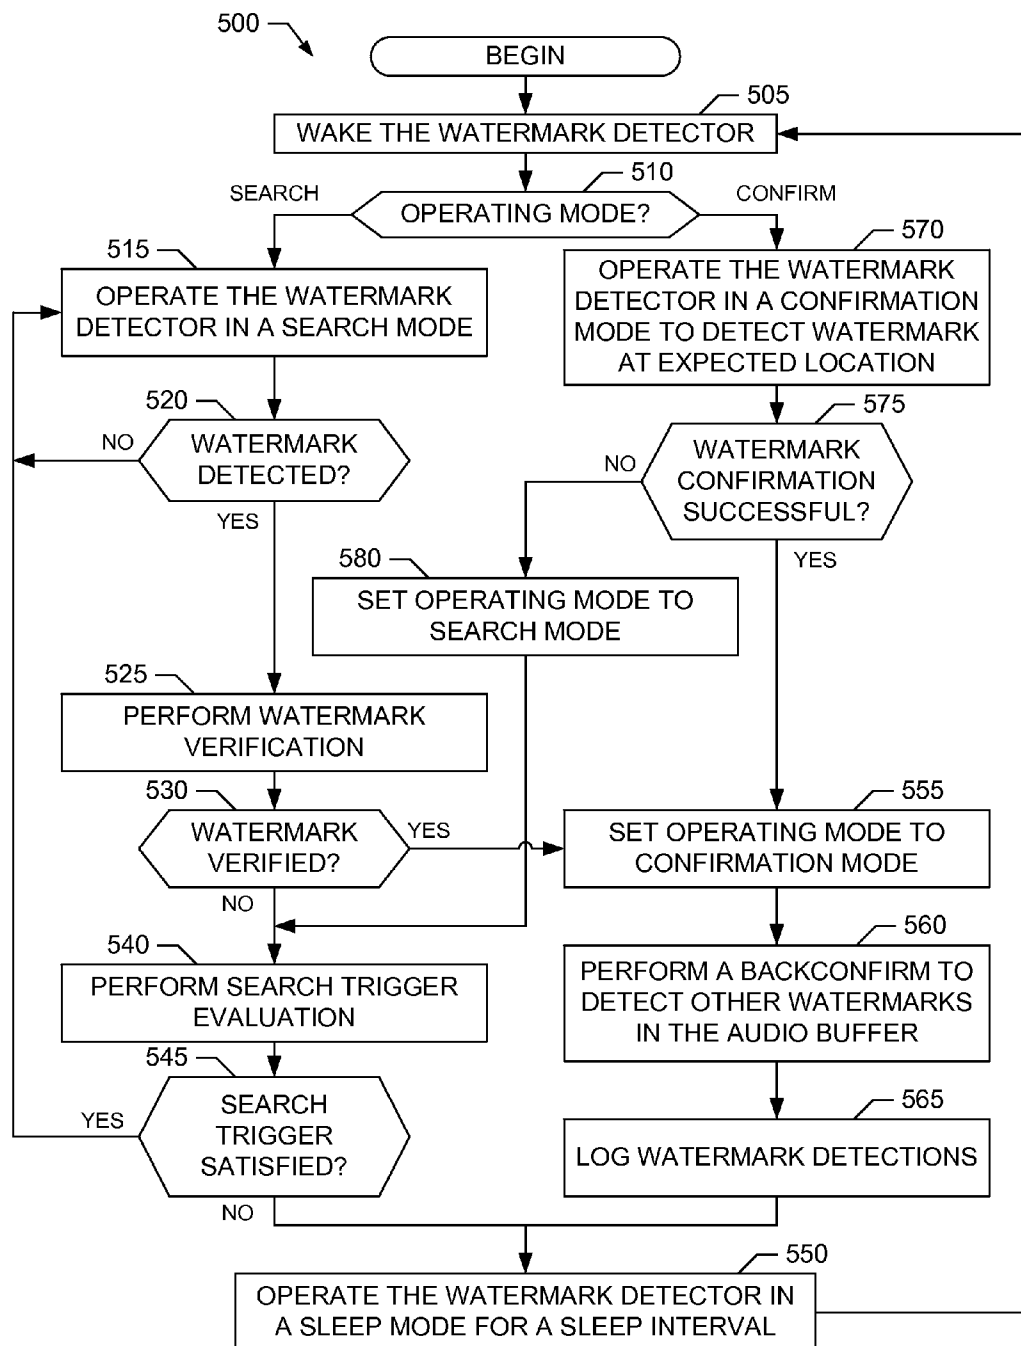 500
BEGIN
505
WAKE THE WATERMARK DETECTOR
510
SEARCH
OPERATING MODE?
CONFIRM
515
OPERATE THE WATERMARK
DETECTOR IN A SEARCH MODE
570
OPERATE THE WATERMARK
DETECTOR IN A CONFIRMATION
MODE TO DETECT WATERMARK
AT EXPECTED LOCATION
520
NO
WATERMARK
DETECTED?
YES
575
NO
WATERMARK
CONFIRMATION
SUCCESSFUL?
YES
580
SET OPERATING MODE TO
SEARCH MODE
525
PERFORM WATERMARK
VERIFICATION
530
WATERMARK
VERIFIED?
YES
NO
555
SET OPERATING MODE TO
CONFIRMATION MODE
540
PERFORM SEARCH TRIGGER
EVALUATION
560
PERFORM A BACKCONFIRM TO
DETECT OTHER WATERMARKS
IN THE AUDIO BUFFER
545
YES
SEARCH
TRIGGER
SATISFIED?
NO
565
LOG WATERMARK DETECTIONS
550
OPERATE THE WATERMARK DETECTOR IN
A SLEEP MODE FOR A SLEEP INTERVAL